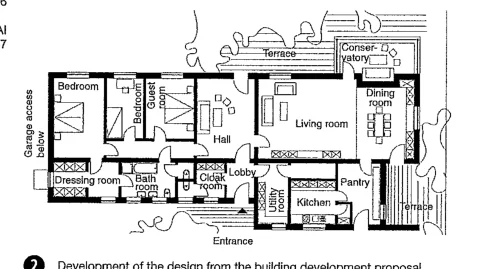 6
AI
7
Terrace
Conser-
vatory
Bedroom
Bedroom
Guest
room
Dining
room
Living room
Hall
Garage access
below
Dressing room
Bath
room
Cloak
room
Lobby
Utility
room
Kitchen
Pantry
Terrace
Entrance
2 Development of the design from the building development proposal